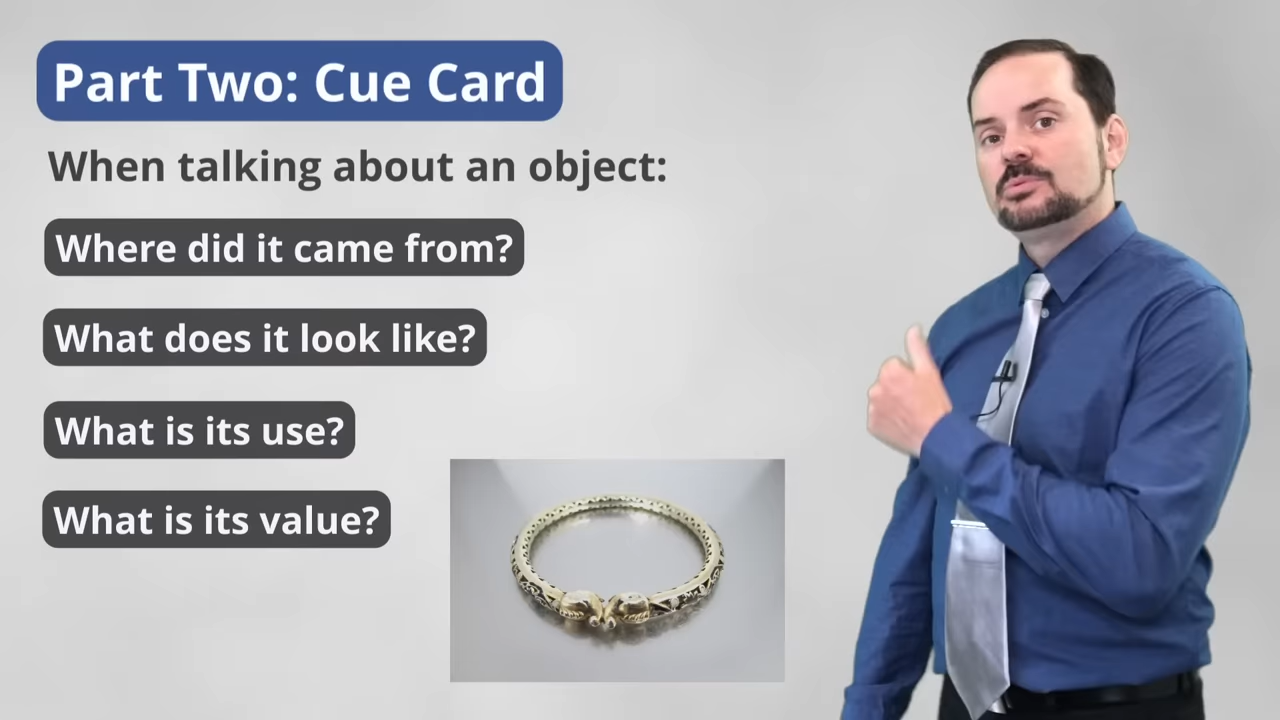 Part Two: Cue Card
When talking about an object:
Where did it came from?
What does it look like?
What is its use?
What is its value?